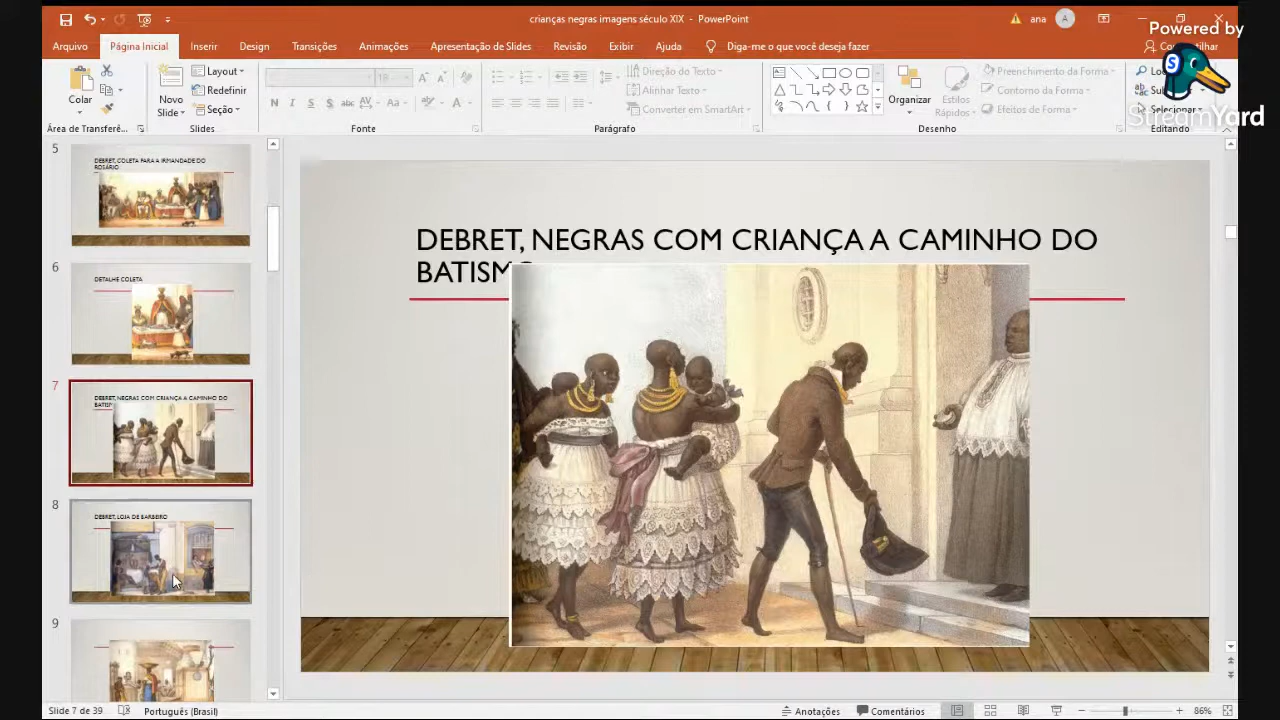 crianças negras imagens século XIX - PowerPoint
ana
A
Powered by
StreamYard
Arquivo
Página Inicial
Inserir
Design
Transições
Animações
Apresentação de Slides
Revisão
Exibir
Ajuda
Diga-me o que você deseja fazer
Colar
Novo
Slide
Layout
Redefinir
Seção
18
N I S S abc AV Aa
A
Direção do Texto
Alinhar Texto
Converter em SmartArt
Organizar
Estilos
Rápidos
Preenchimento da Forma
Contorno da Forma
Efeitos de Forma
Selecionar
Área de Transferê...
Slides
Fonte
Parágrafo
Desenho
Editando
5
DEBRET, COLETA PARA A IRMANDADE DO
ROSÁRIO
6
DETALHE COLETA
7
DEBRET, NEGRAS COM CRIANÇA A CAMINHO DO
8
DEBRET, LOJA DE BARBEIRO
9
DEBRET, NEGRAS COM CRIANÇA A CAMINHO DO
BATISM
Slide 7 de 39
Português (Brasil)
Anotações
Comentários
86%